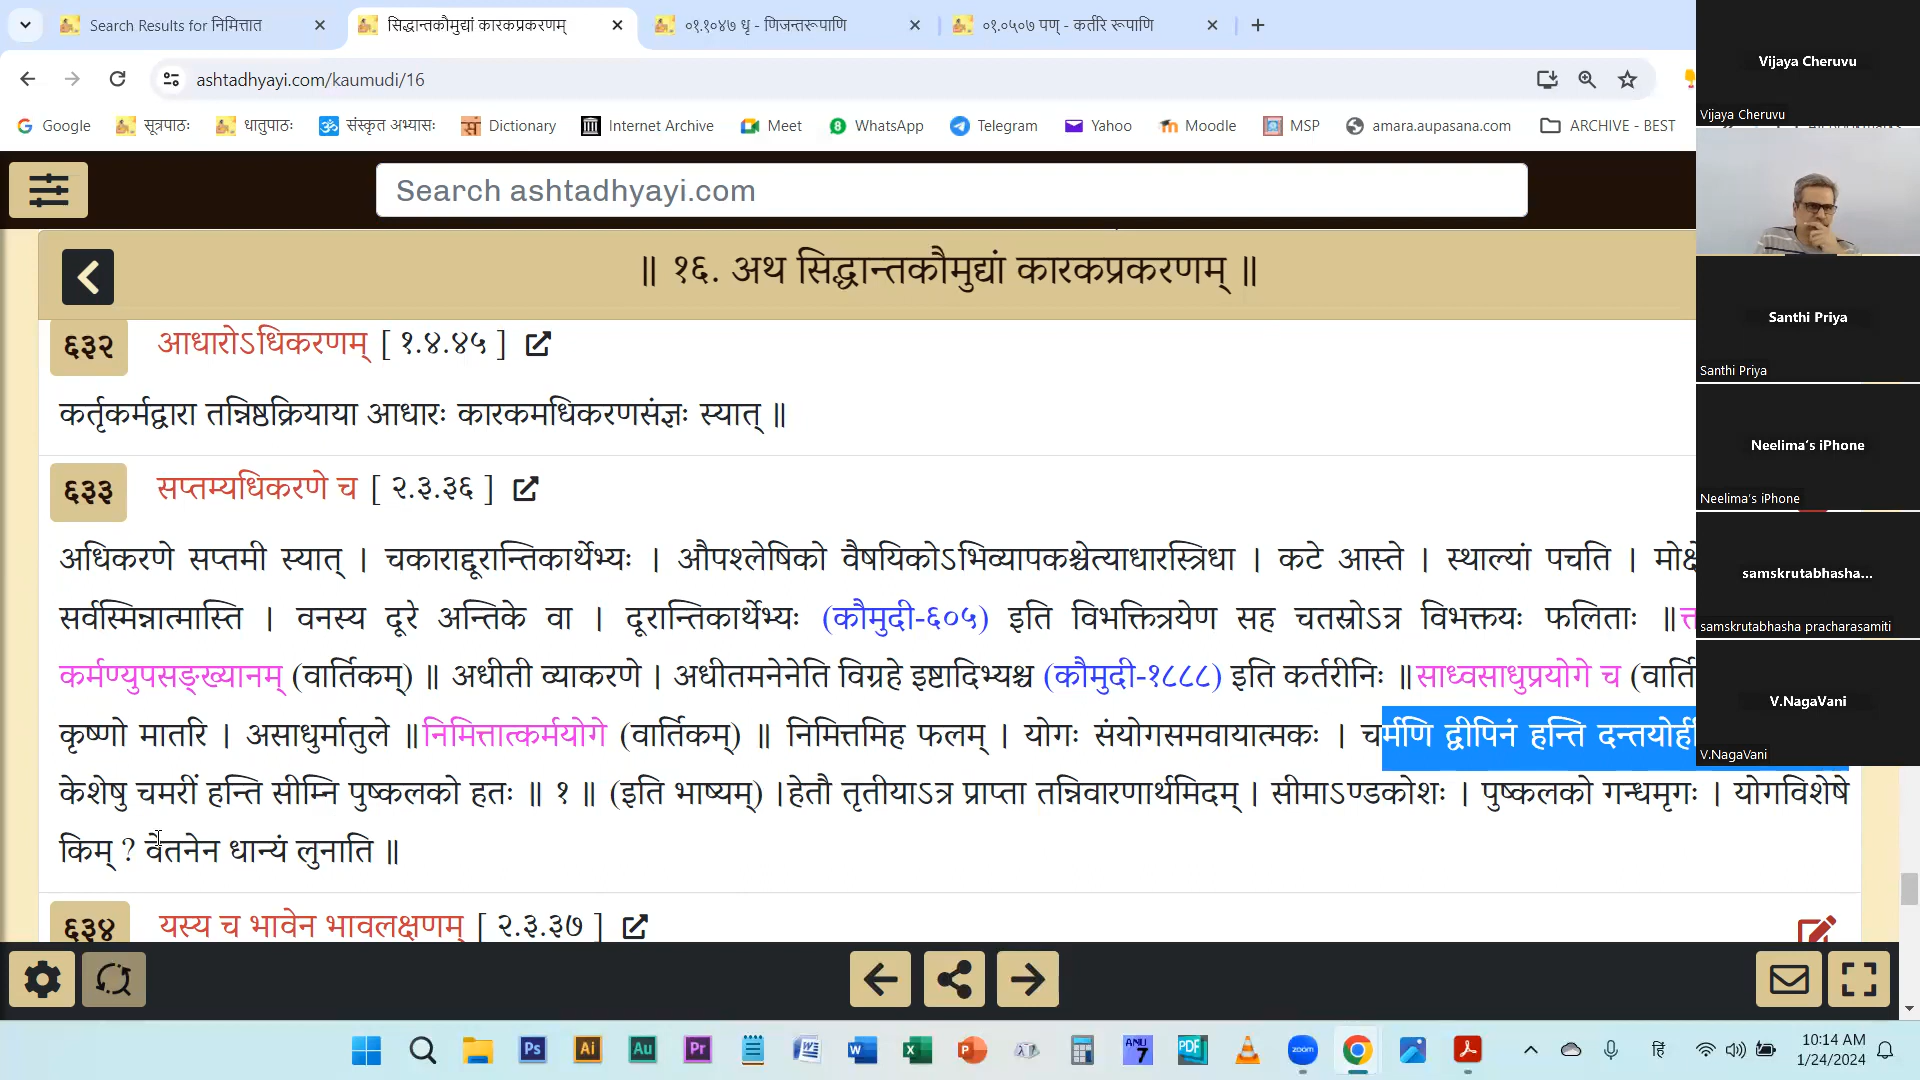 Search Results for निमित्तात
सिद्धान्तकौमुद्यां कारकप्रकरणम्
०१.१०४७ धृ - णिजन्तरूपाणि
०१.०५०७ पण् - कर्तरि रूपाणि
ashtadhyayi.com/kaumudi/16
Google सूत्रपाठः धातुपाठः संस्कृत अभ्यासः Dictionary Internet Archive Meet WhatsApp Telegram Yahoo Moodle MSP amara.aupasana.com ARCHIVE - BEST
Search ashtadhyayi.com
॥ १६. अथ सिद्धान्तकौमुद्यां कारकप्रकरणम् ॥
६३२ आधारोऽधिकरणम् [ १.४.४५ ]
कर्तृकर्मद्वारा तन्निष्ठक्रियाया आधारः कारकमधिकरणसंज्ञः स्यात् ॥
६३३ सप्तम्यधिकरणे च [ २.३.३६ ]
अधिकरणे सप्तमी स्यात् । चकाराद्दूरान्तिकार्थेभ्यः । औपश्लेषिको वैषयिकोऽभिव्यापकश्चेत्याधारस्त्रिधा । कटे आस्ते । स्थाल्यां पचति ।
सर्वस्मिन्नात्मास्ति । वनस्य दूरे अन्तिके वा । दूरान्तिकार्थेभ्यः (कौमुदी-६०५) इति विभक्तित्रयेण सह चतस्रोऽत्र विभक्तयः फलिताः ॥
कर्मण्युपसङ्ख्यानम् (वार्तिकम्) ॥ अधीती व्याकरणे । अधीतमनेनेति विग्रहे इष्टादिभ्यश्च (कौमुदी-१८८८) इति कर्तरीनिः ॥ साध्वसाधुप्रयोगे च
कृष्णो मातरि । असाधुर्मातुले ॥ निमित्तात्कर्मयोगे (वार्तिकम्) ॥ निमित्तमिह फलम् । योगः संयोगसमवायात्मकः । चर्मणि द्वीपिनं हन्ति
केशेषु चमरीं हन्ति सीम्नि पुष्कलको हतः ॥ १ ॥ (इति भाष्यम्) । हेतौ तृतीयाऽत्र प्राप्ता तन्निवारणार्थमिदम् । सीमाऽण्डकोशः । पुष्कलको गन्धमृगः । योगविशेषे
किम् ? वेतनेन धान्यं लुनाति ॥
६३४ यस्य च भावेन भावलक्षणम् [ २.३.३७ ]
Vijaya Cheruvu
Vijaya Cheruvu
Santhi Priya
Santhi Priya
Neelima's iPhone
Neelima's iPhone
samskrutabhasha...
samskrutabhasha pracharasamiti
V.NagaVani
V.NagaVani
Ps Ai Au Pr ANU 7 PDF zoom
हिं
10:14 AM
1/24/2024